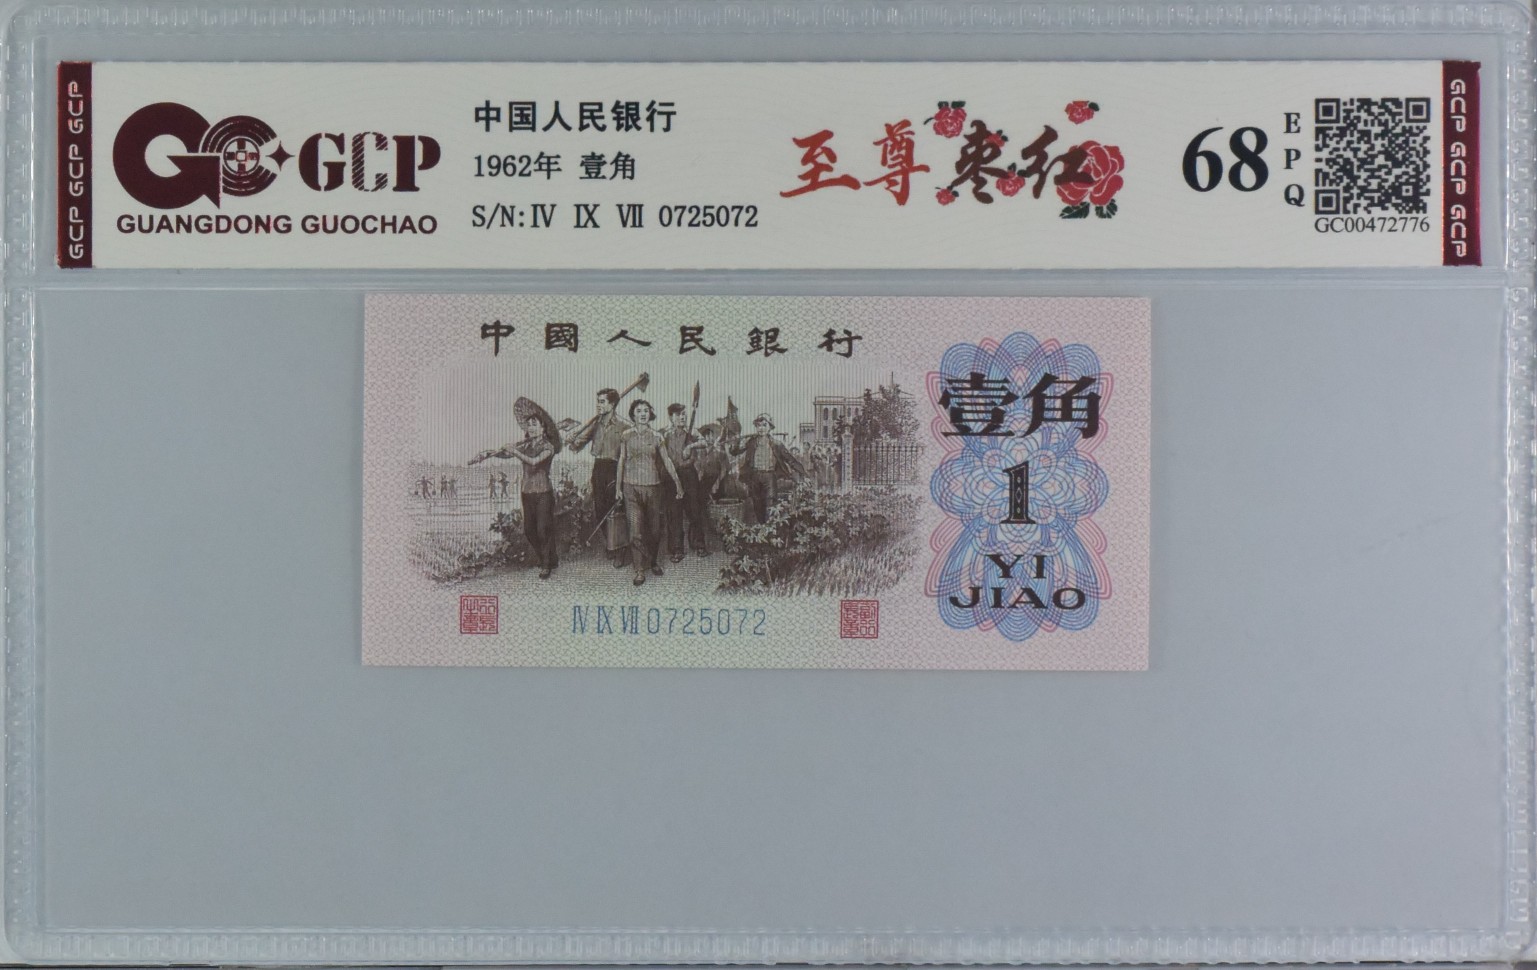 GCP GCP GCP
GCP
GUANGDONG GUOCHAO
中国人民银行
1962年 壹角
S/N:Ⅳ Ⅸ Ⅶ 0725072
至尊枣红
68
EPQ
GC00472776
GCP GCP GCP
中國人民銀行
壹角
1
YI
JIAO
ⅣⅨⅦ0725072